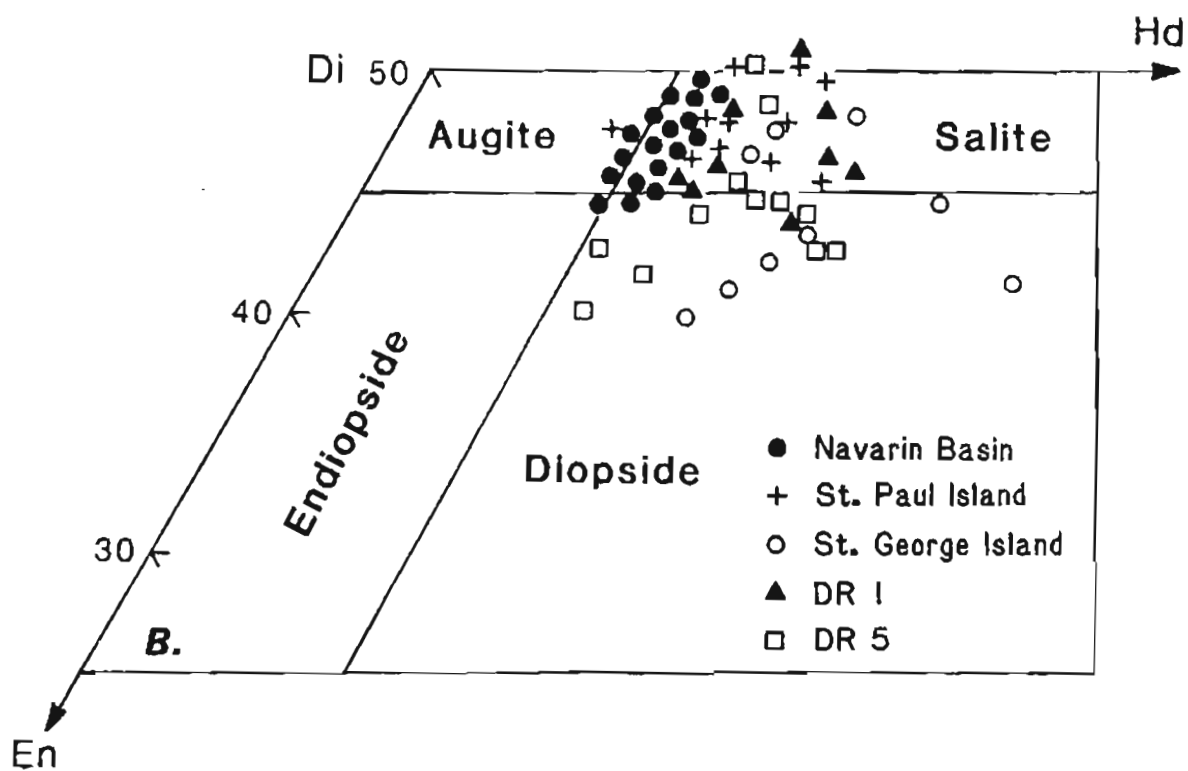 Hd
Di 50
Augite
Salite
40
Endiopside
Diopside
Navarin Basin
St. Paul Island
St. George Island
30
DR 1
DR 5
B.
En